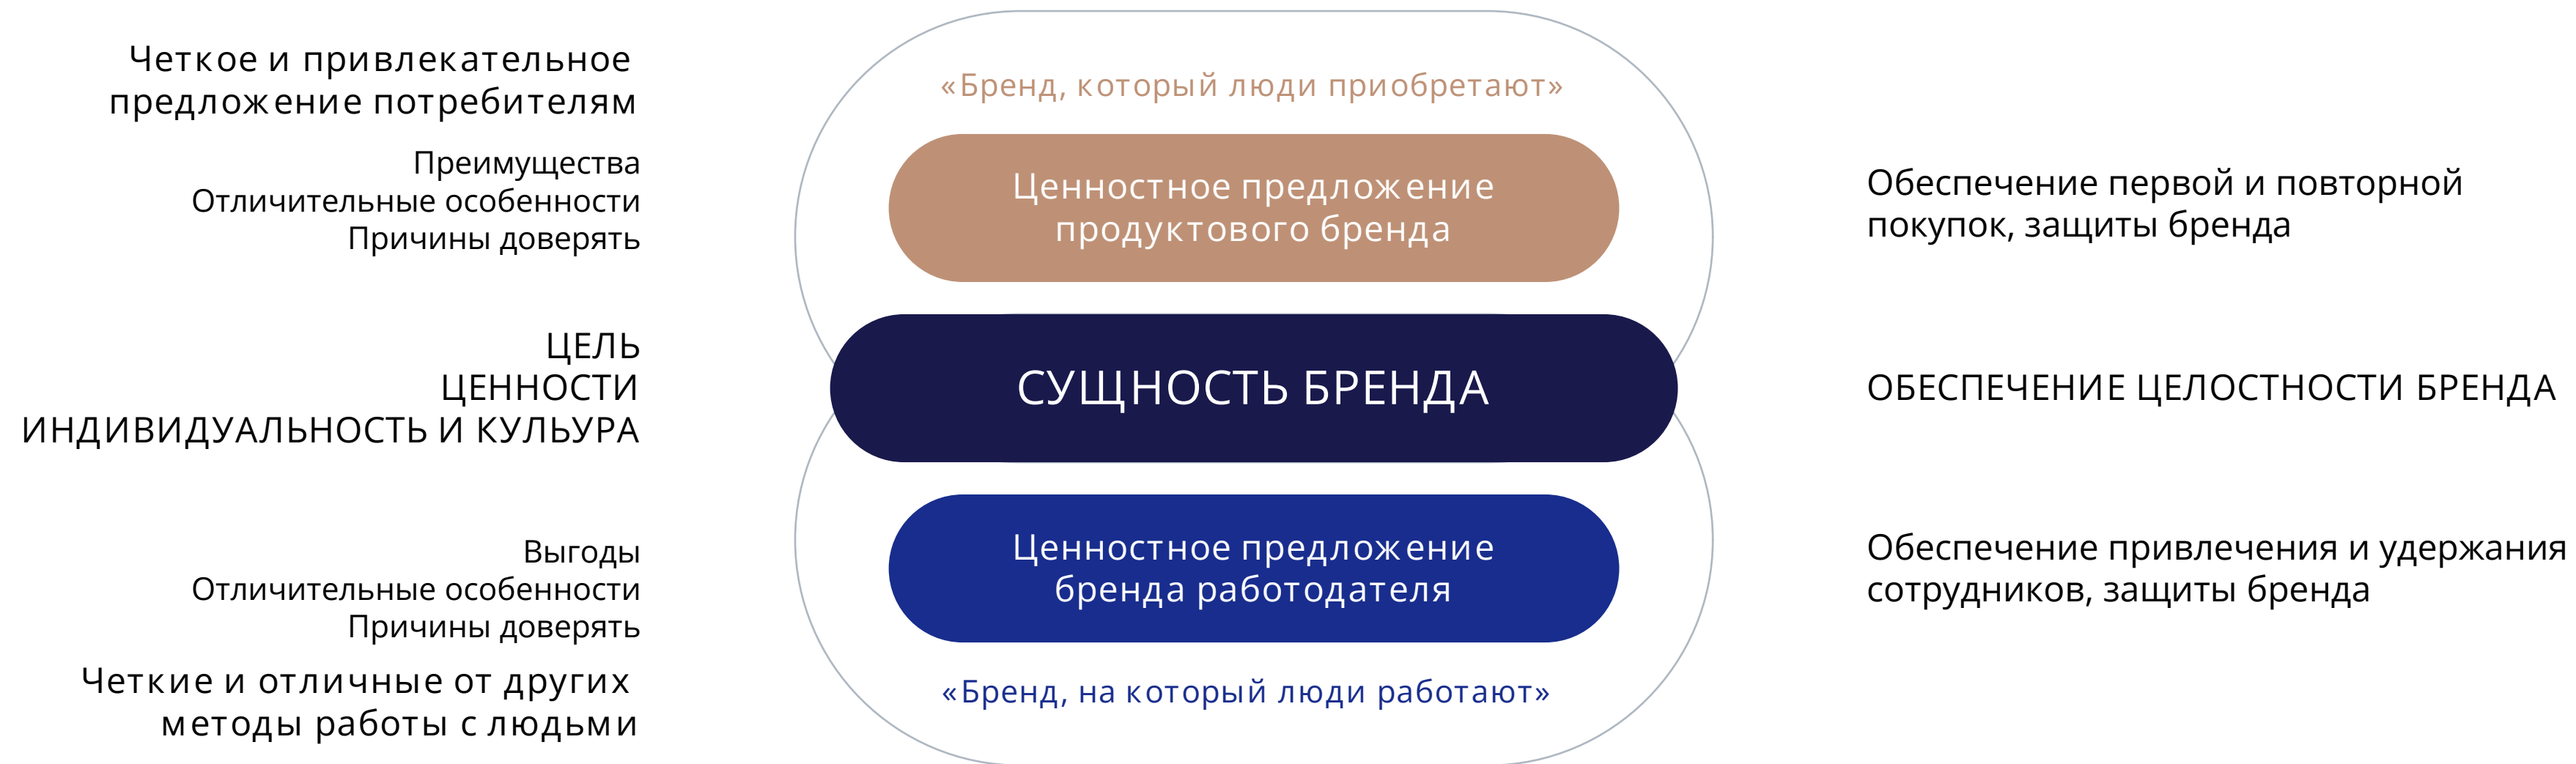 Четкое и привлекательное
предложение потребителям
Преимущества
Отличительные особенности
Причины доверять
«Бренд, который люди приобретают»
Ценностное предложение
продуктового бренда
Обеспечение первой и повторной
покупок, защиты бренда
ЦЕЛЬ
ЦЕННОСТИ
ИНДИВИДУАЛЬНОСТЬ И КУЛЬУРА
СУЩНОСТЬ БРЕНДА
ОБЕСПЕЧЕНИЕ ЦЕЛОСТНОСТИ БРЕНДА
Выгоды
Отличительные особенности
Причины доверять
Четкие и отличные от других
методы работы с людьми
Ценностное предложение
бренда работодателя
«Бренд, на который люди работают»
Обеспечение привлечения и удержания
сотрудников, защиты бренда